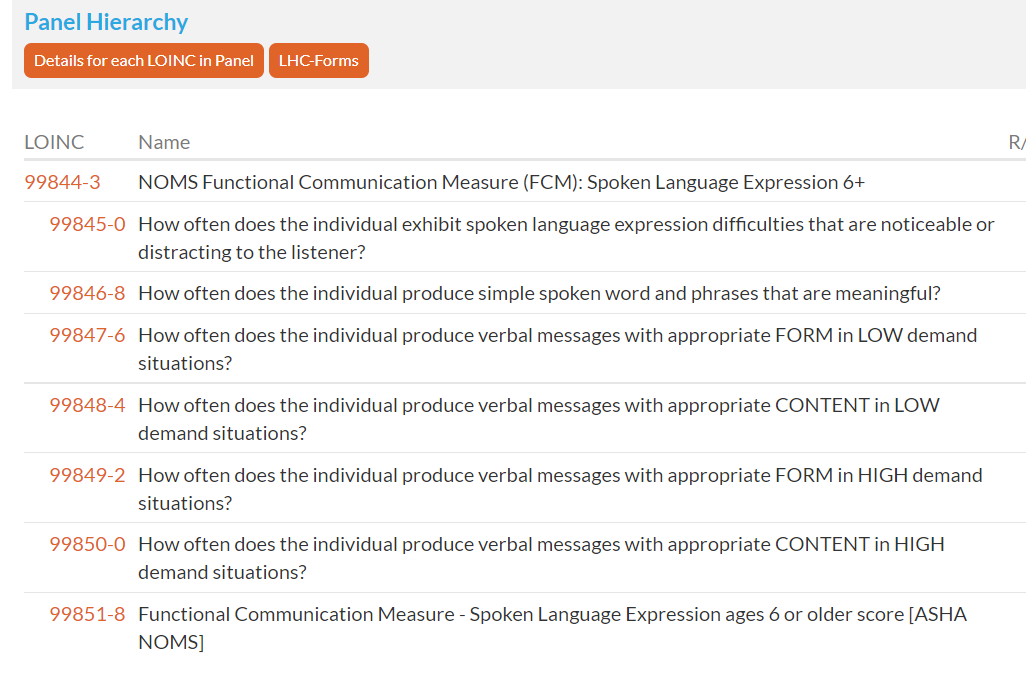 Panel Hierarchy
Details for each LOINC in Panel LHC-Forms
LOINC Name R/
99844-3 NOMS Functional Communication Measure (FCM): Spoken Language Expression 6+
99845-0 How often does the individual exhibit spoken language expression difficulties that are noticeable or
distracting to the listener?
99846-8 How often does the individual produce simple spoken word and phrases that are meaningful?
99847-6 How often does the individual produce verbal messages with appropriate FORM in LOW demand
situations?
99848-4 How often does the individual produce verbal messages with appropriate CONTENT in LOW
demand situations?
99849-2 How often does the individual produce verbal messages with appropriate FORM in HIGH demand
situations?
99850-0 How often does the individual produce verbal messages with appropriate CONTENT in HIGH
demand situations?
99851-8 Functional Communication Measure - Spoken Language Expression ages 6 or older score [ASHA
NOMS]